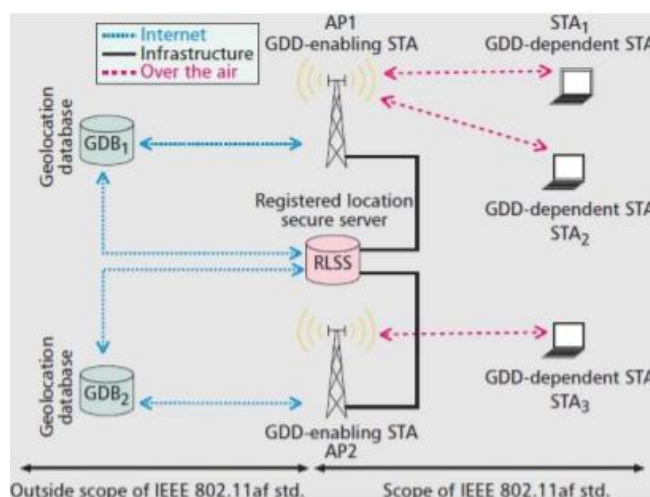 Internet
Infrastructure
Over the air
AP1
GDD-enabling STA
STA1
GDD-dependent STA
Geolocation
database
GDB1
GDD-dependent STA
STA2
Registered location
secure server
RLSS
Geolocation
database
GDB2
GDD-dependent STA
STA3
GDD-enabling STA
AP2
Outside scope of IEEE 802.11af std.
Scope of IEEE 802.11af std.